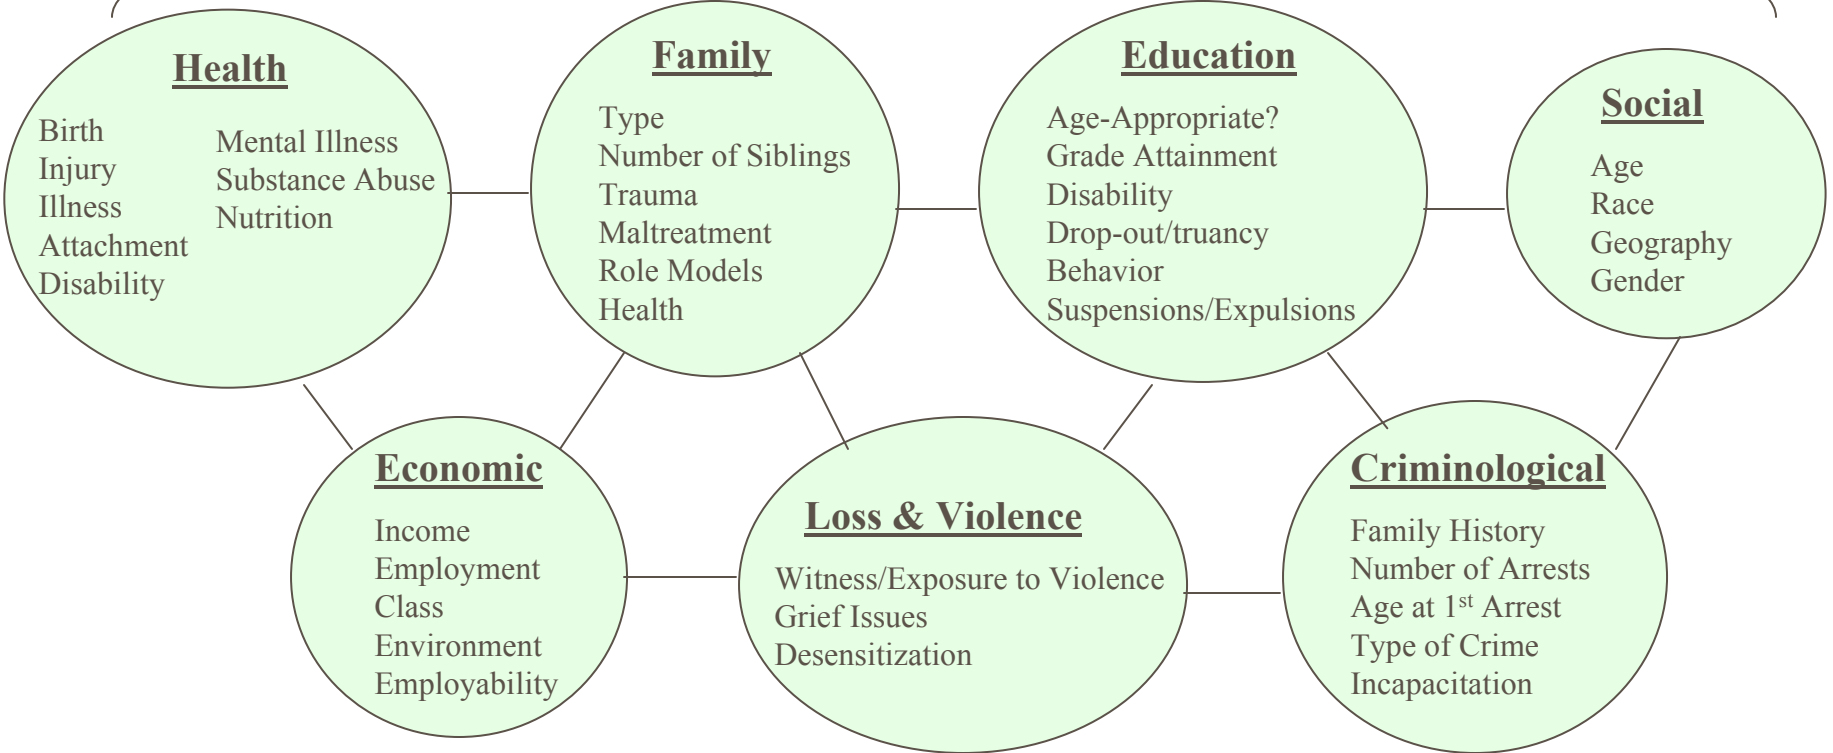 Health
Birth
Injury
Illness
Attachment
Disability
Mental Illness
Substance Abuse
Nutrition
Family
Type
Number of Siblings
Trauma
Maltreatment
Role Models
Health
Education
Age-Appropriate?
Grade Attainment
Disability
Drop-out/truancy
Behavior
Suspensions/Expulsions
Social
Age
Race
Geography
Gender
Economic
Income
Employment
Class
Environment
Employability
Loss & Violence
Witness/Exposure to Violence
Grief Issues
Desensitization
Criminological
Family History
Number of Arrests
Age at 1st Arrest
Type of Crime
Incapacitation